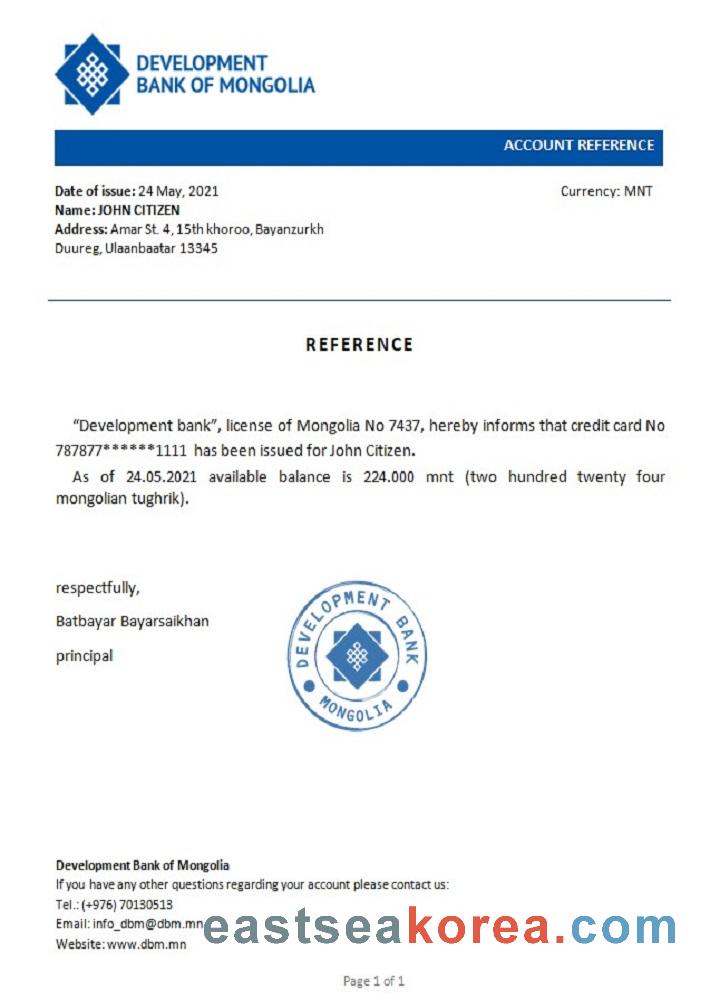 DEVELOPMENT
BANK OF MONGOLIA
ACCOUNT REFERENCE
Date of issue: 24 May, 2021
Currency: MNT
Name: JOHN CITIZEN
Address: Amar St. 4, 15th khoroo, Bayanzurkh
Duureg, Ulaanbaatar 13345
REFERENCE
“Development bank”, license of Mongolia No 7437, hereby informs that credit card No
787877******1111 has been issued for John Citizen.
As of 24.05.2021 available balance is 224.000 mnt (two hundred twenty four
mongolian tughrik).
respectfully,
Batbayar Bayarsaikhan
principal
DEVELOPMENT BANK
MONGOLIA
Development Bank of Mongolia
If you have any other questions regarding your account please contact us:
Tel.: (+976) 70130513
Email: info_dbm@dbm.mn
Website: www.dbm.mn
eastseakorea.com
Page 1 of 1